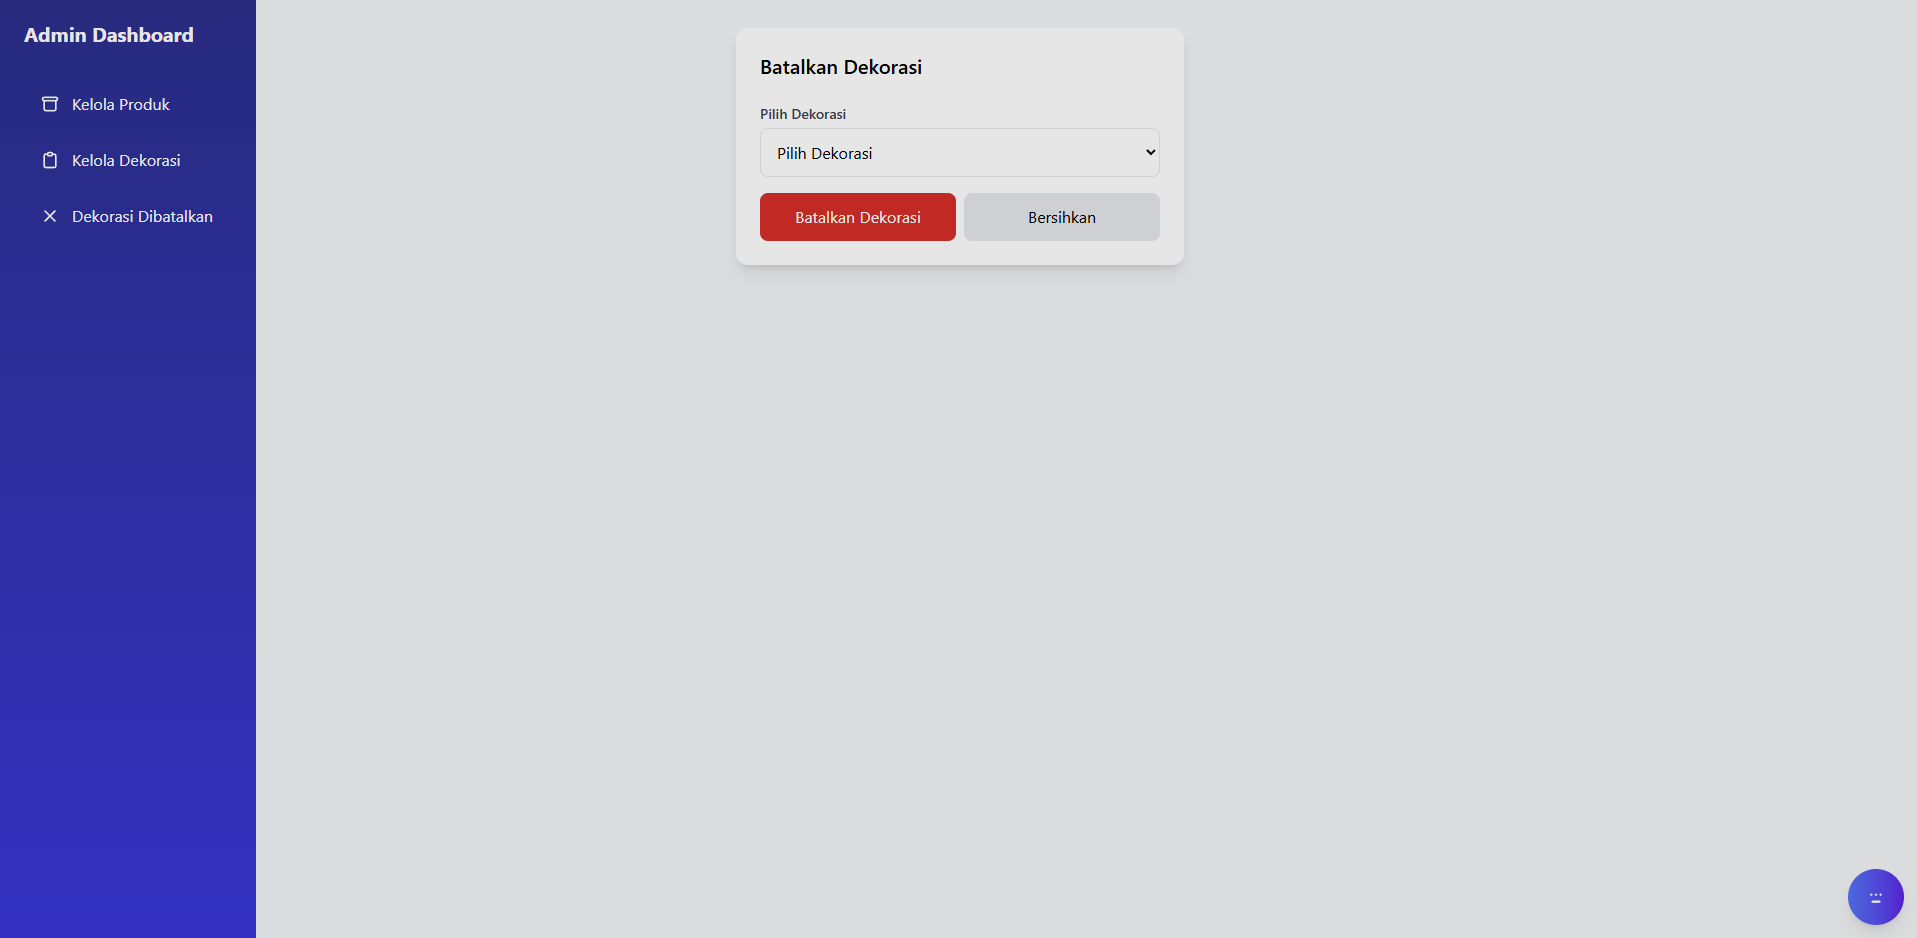 Admin Dashboard
Kelola Produk
Kelola Dekorasi
Dekorasi Dibatalkan
Batalkan Dekorasi
Pilih Dekorasi
Pilih Dekorasi
Batalkan Dekorasi
Bersihkan